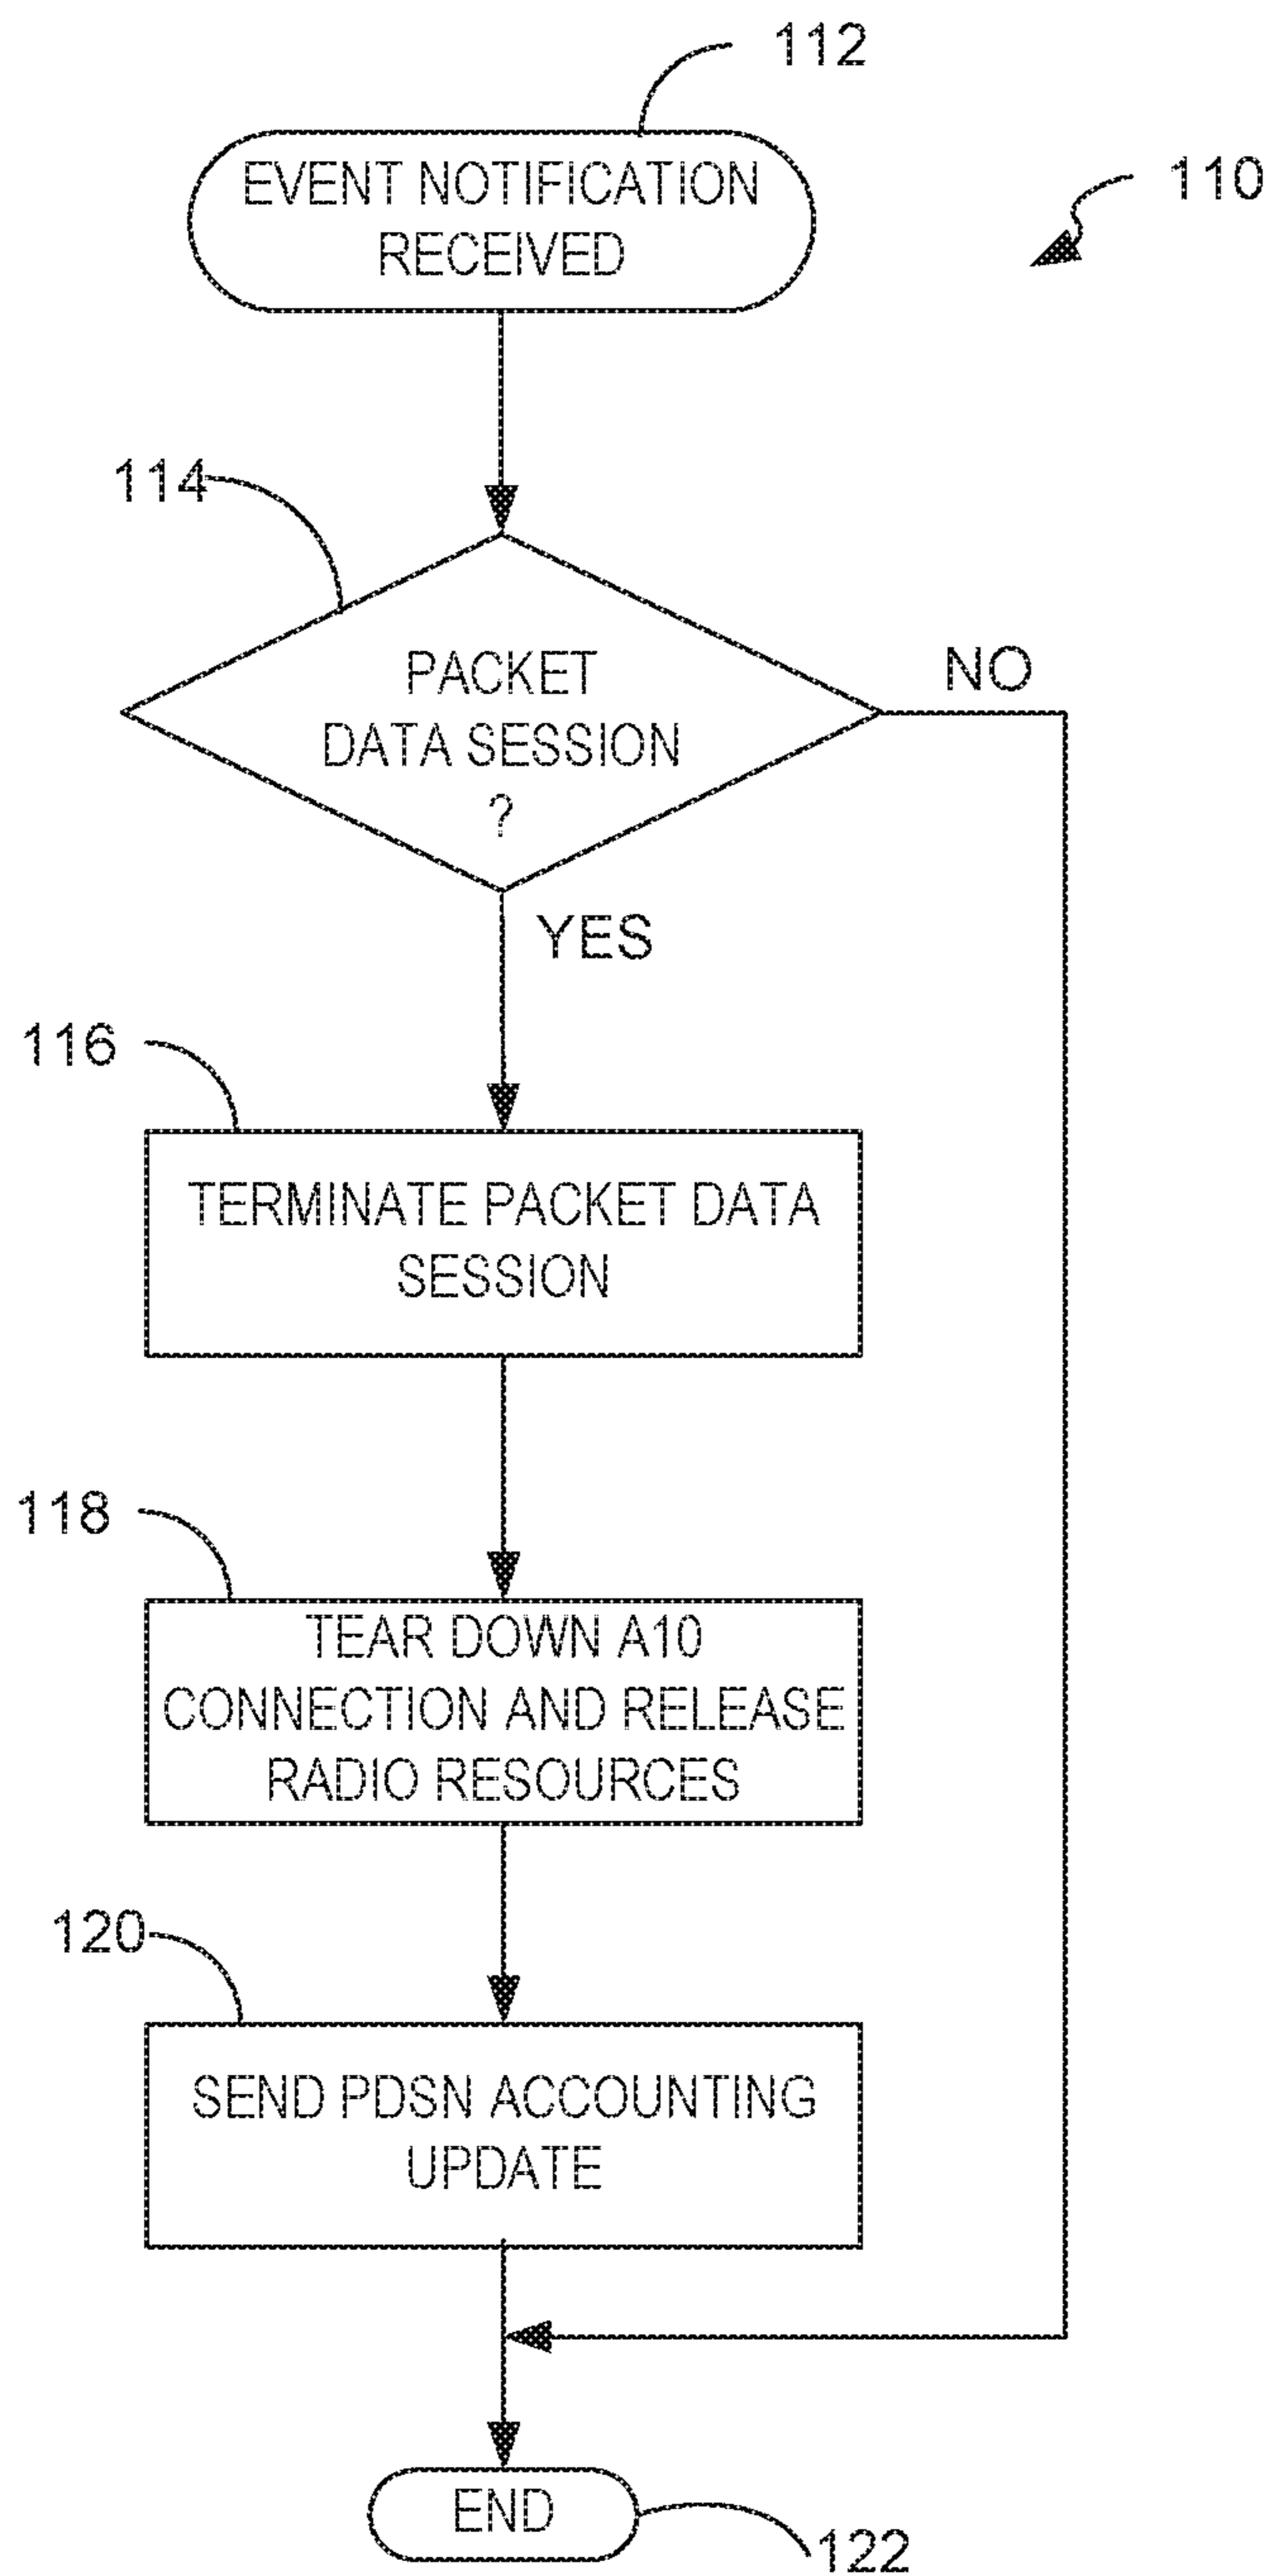 112
EVENT NOTIFICATION
RECEIVED
110
114
PACKET
DATA SESSION
?
NO
YES
116
TERMINATE PACKET DATA
SESSION
118
TEAR DOWN A10
CONNECTION AND RELEASE
RADIO RESOURCES
120
SEND PDSN ACCOUNTING
UPDATE
END
122